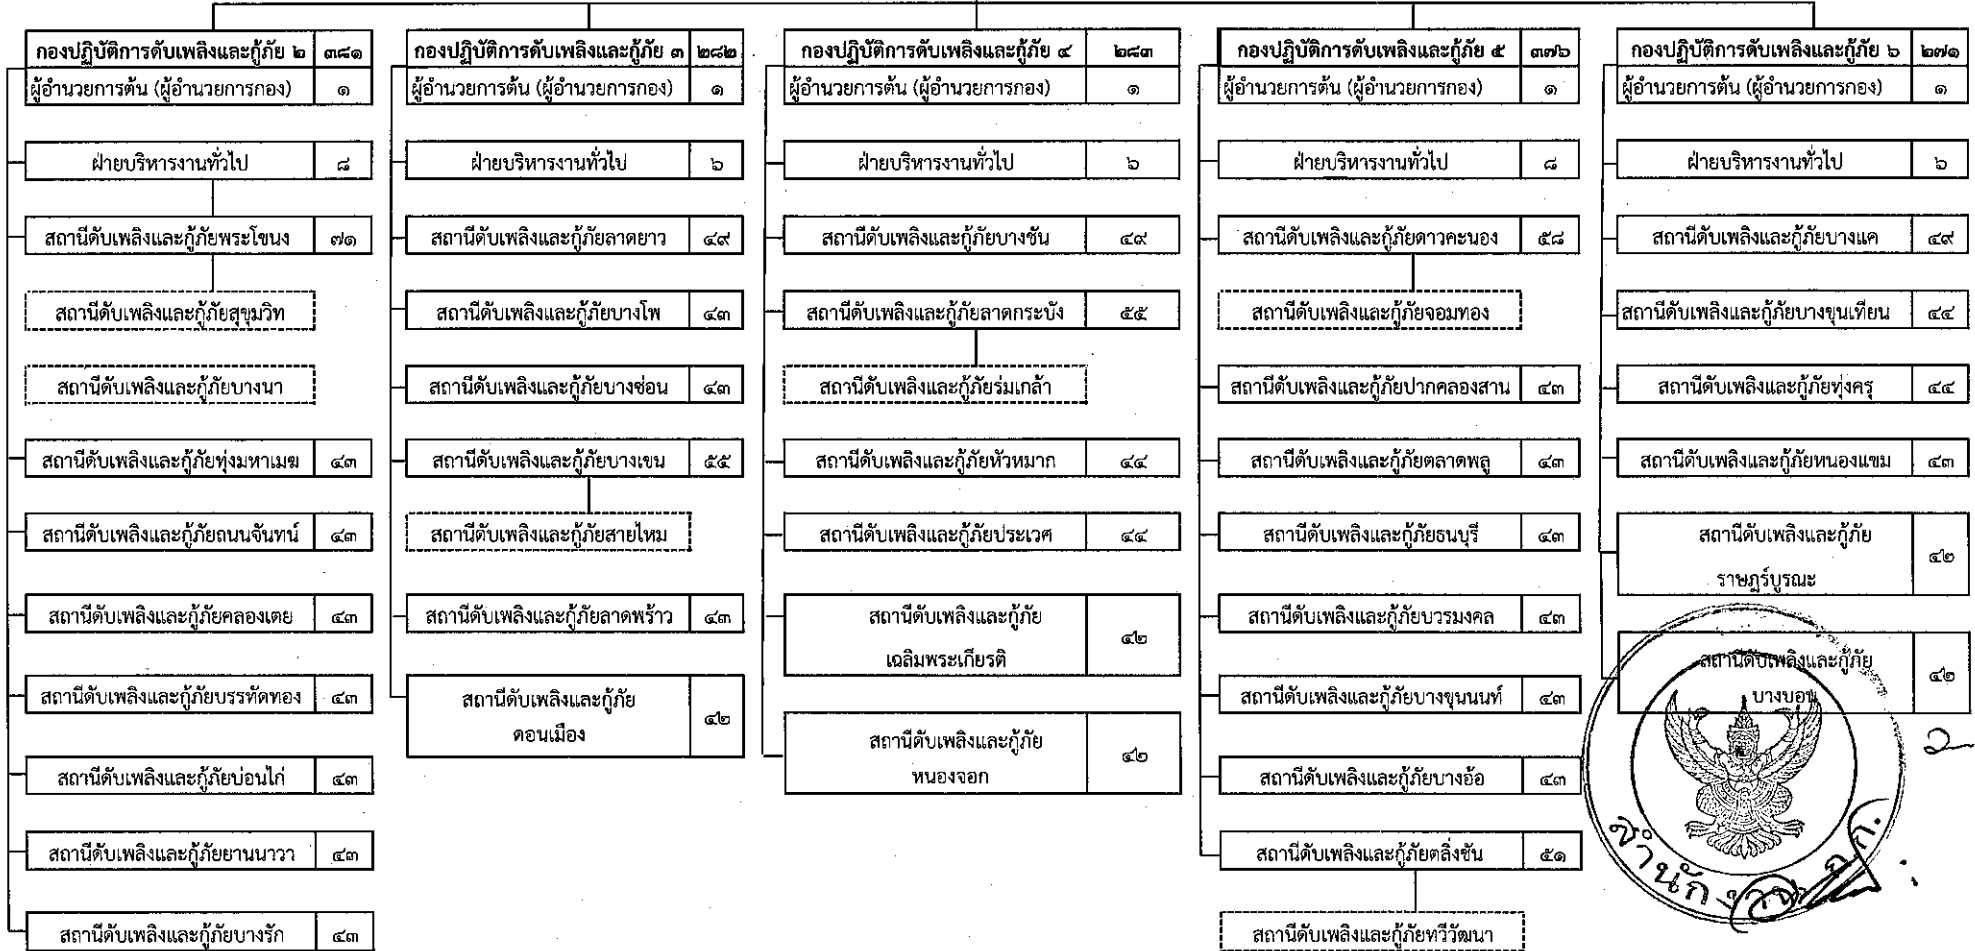 กองปฏิบัติการดับเพลิงและกู้ภัย ๒ ๓๘๑
ผู้อำนวยการต้น (ผู้อำนวยการกอง) ๑
ฝ่ายบริหารงานทั่วไป ๘
สถานีดับเพลิงและกู้ภัยพระโขนง ๗๑
สถานีดับเพลิงและกู้ภัยสุขุมวิท
สถานีดับเพลิงและกู้ภัยบางนา
สถานีดับเพลิงและกู้ภัยทุ่งมหาเมฆ ๔๓
สถานีดับเพลิงและกู้ภัยถนนจันทน์ ๔๓
สถานีดับเพลิงและกู้ภัยคลองเตย ๔๓
สถานีดับเพลิงและกู้ภัยบรรทัดทอง ๔๓
สถานีดับเพลิงและกู้ภัยบ่อนไก่ ๔๓
สถานีดับเพลิงและกู้ภัยยานนาวา ๔๓
สถานีดับเพลิงและกู้ภัยบางรัก ๔๓
กองปฏิบัติการดับเพลิงและกู้ภัย ๓ ๒๘๒
ผู้อำนวยการต้น (ผู้อำนวยการกอง) ๑
ฝ่ายบริหารงานทั่วไป ๖
สถานีดับเพลิงและกู้ภัยลาดยาว ๔๙
สถานีดับเพลิงและกู้ภัยบางโพ ๔๓
สถานีดับเพลิงและกู้ภัยบางซ่อน ๔๓
สถานีดับเพลิงและกู้ภัยบางเขน ๕๕
สถานีดับเพลิงและกู้ภัยสายไหม
สถานีดับเพลิงและกู้ภัยลาดพร้าว ๔๓
สถานีดับเพลิงและกู้ภัย
ดอนเมือง ๔๒
กองปฏิบัติการดับเพลิงและกู้ภัย ๔ ๒๘๓
ผู้อำนวยการต้น (ผู้อำนวยการกอง) ๑
ฝ่ายบริหารงานทั่วไป ๖
สถานีดับเพลิงและกู้ภัยบางชัน ๔๙
สถานีดับเพลิงและกู้ภัยลาดกระบัง ๕๕
สถานีดับเพลิงและกู้ภัยร่มเกล้า
สถานีดับเพลิงและกู้ภัยหัวหมาก ๔๔
สถานีดับเพลิงและกู้ภัยประเวศ ๔๔
สถานีดับเพลิงและกู้ภัย
เฉลิมพระเกียรติ ๔๒
สถานีดับเพลิงและกู้ภัย
หนองจอก ๔๒
กองปฏิบัติการดับเพลิงและกู้ภัย ๕ ๓๗๖
ผู้อำนวยการต้น (ผู้อำนวยการกอง) ๑
ฝ่ายบริหารงานทั่วไป ๘
สถานีดับเพลิงและกู้ภัยดาวคะนอง ๕๘
สถานีดับเพลิงและกู้ภัยจอมทอง
สถานีดับเพลิงและกู้ภัยปากคลองสาน ๔๓
สถานีดับเพลิงและกู้ภัยตลาดพลู ๔๓
สถานีดับเพลิงและกู้ภัยธนบุรี ๔๓
สถานีดับเพลิงและกู้ภัยบวรมงคล ๔๓
สถานีดับเพลิงและกู้ภัยบางขุนนนท์ ๔๓
สถานีดับเพลิงและกู้ภัยบางอ้อ ๔๓
สถานีดับเพลิงและกู้ภัยตลิ่งชัน ๕๑
สถานีดับเพลิงและกู้ภัยทวีวัฒนา
กองปฏิบัติการดับเพลิงและกู้ภัย ๖ ๒๗๑
ผู้อำนวยการต้น (ผู้อำนวยการกอง) ๑
ฝ่ายบริหารงานทั่วไป ๖
สถานีดับเพลิงและกู้ภัยบางแค ๔๙
สถานีดับเพลิงและกู้ภัยบางขุนเทียน ๔๔
สถานีดับเพลิงและกู้ภัยทุ่งครุ ๔๔
สถานีดับเพลิงและกู้ภัยหนองแขม ๔๓
สถานีดับเพลิงและกู้ภัย
ราษฎร์บูรณะ ๔๒
สถานีดับเพลิงและกู้ภัย
บางบอน ๔๒
สำนักงาน ก.ก.